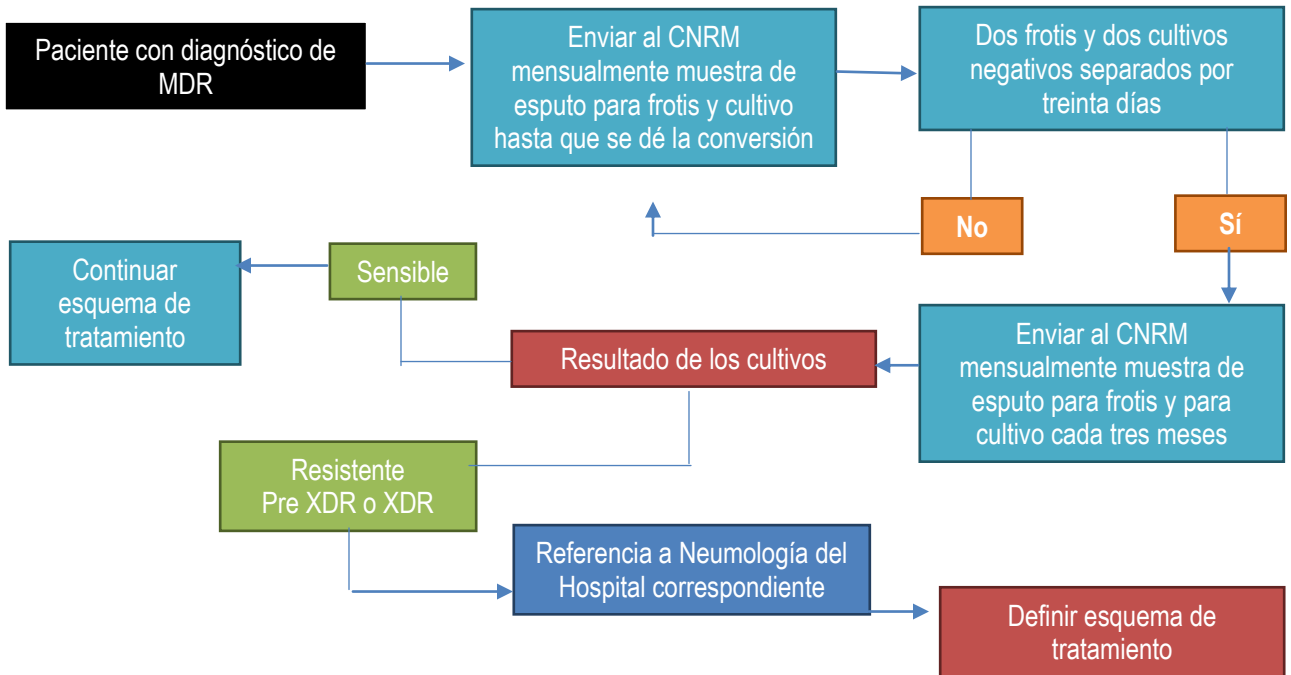 Paciente con diagnóstico de
MDR
Enviar al CNRM
mensualmente muestra de
esputo para frotis y cultivo
hasta que se dé la conversión
Dos frotis y dos cultivos
negativos separados por
treinta días
No
Sí
Enviar al CNRM
mensualmente muestra de
esputo para frotis y para
cultivo cada tres meses
Resultado de los cultivos
Sensible
Continuar
esquema de
tratamiento
Resistente
Pre XDR o XDR
Referencia a Neumología del
Hospital correspondiente
Definir esquema de
tratamiento